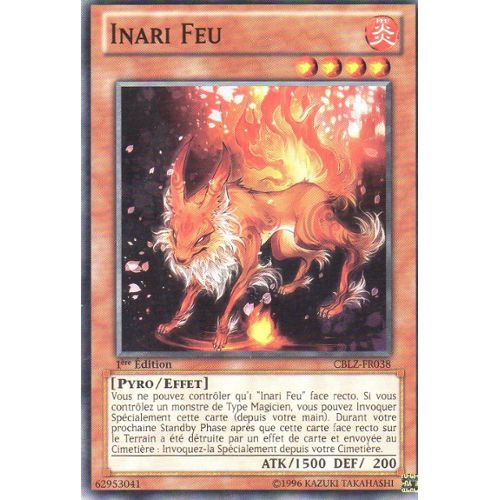 INARI FEU
炎
1ère Édition
CBLZ-FR038
[PYRO/EFFET]
Vous ne pouvez contrôler qu'1 "Inari Feu" face recto. Si vous
contrôlez un monstre de Type Magicien, vous pouvez Invoquer
Spécialement cette carte (depuis votre main). Durant votre
prochaine Standby Phase après que cette carte face recto sur
le Terrain a été détruite par un effet de carte et envoyée au
Cimetière : Invoquez-la Spécialement depuis votre Cimetière.
ATK/1500 DEF/ 200
62953041
©1996 KAZUKI TAKAHASHI